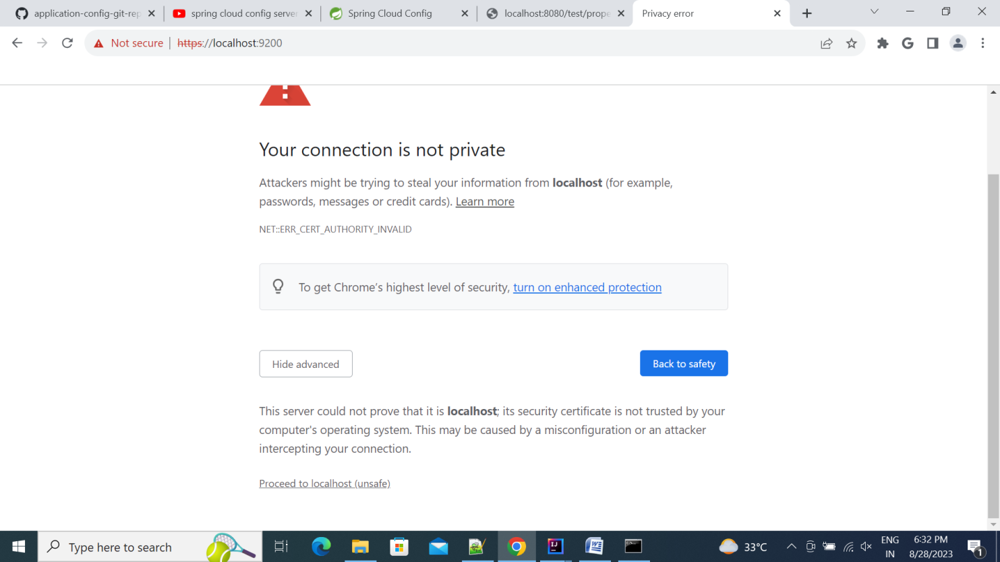 application-config-git-rep
spring cloud config server
Spring Cloud Config
localhost:8080/test/prope
Privacy error
Not secure
https://localhost:9200
Your connection is not private
Attackers might be trying to steal your information from localhost (for example,
passwords, messages or credit cards). Learn more
NET::ERR_CERT_AUTHORITY_INVALID
To get Chrome's highest level of security, turn on enhanced protection
Hide advanced
Back to safety
This server could not prove that it is localhost; its security certificate is not trusted by your
computer's operating system. This may be caused by a misconfiguration or an attacker
intercepting your connection.
Proceed to localhost (unsafe)
Type here to search
33°C
ENG
IN
6:32 PM
8/28/2023
1